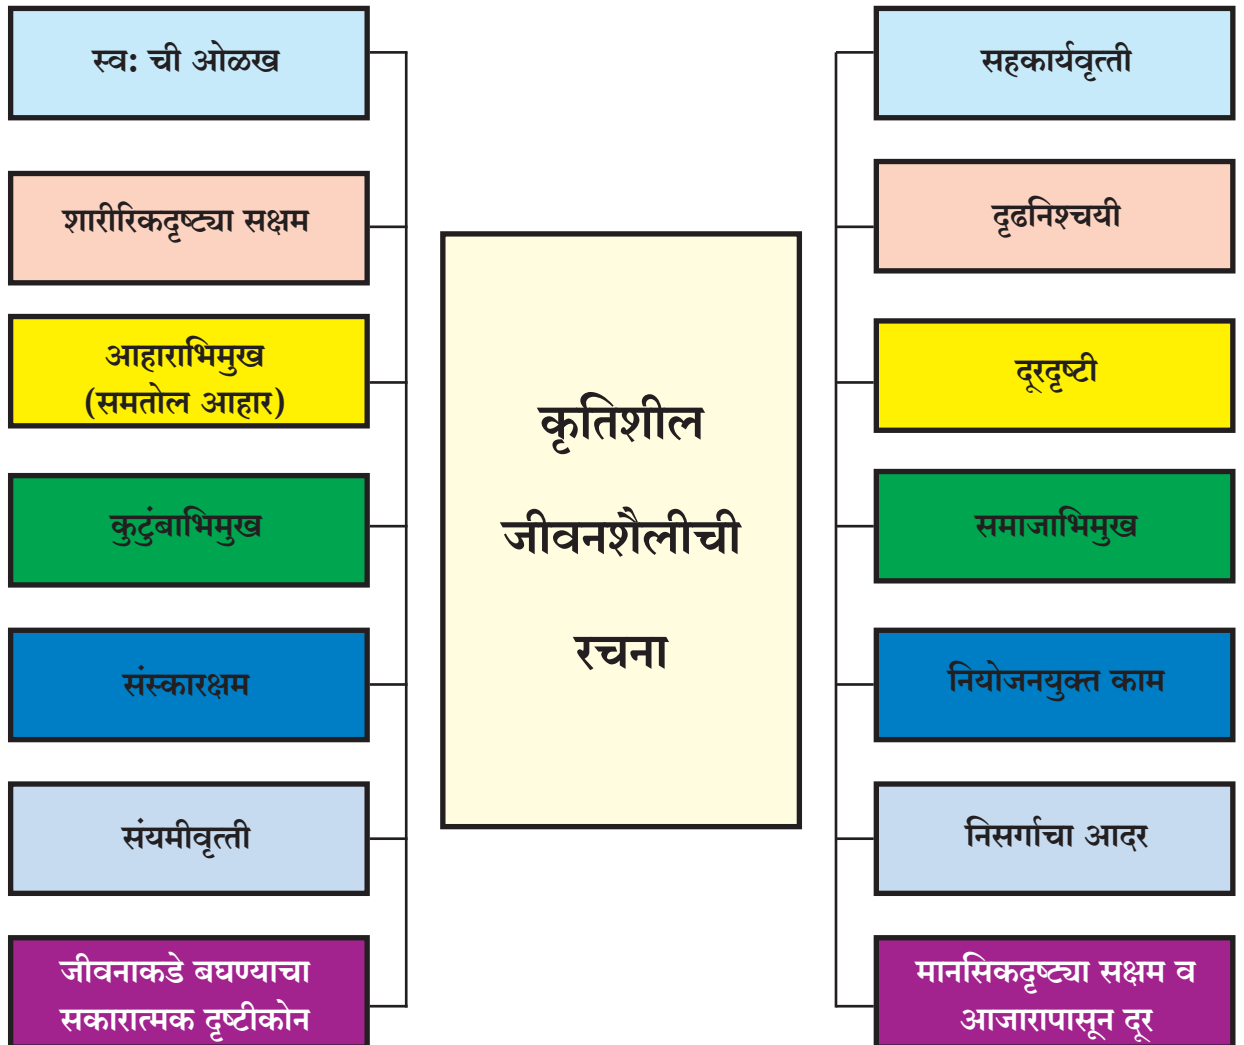 स्व: ची ओळख
शारीरिकदृष्ट्या सक्षम
आहाराभिमुख
(समतोल आहार)
कुटुंबाभिमुख
संस्कारक्षम
संयमीवृत्ती
जीवनाकडे बघण्याचा
सकारात्मक दृष्टीकोन
कृतिशील
जीवनशैलीची
रचना
सहकार्यवृत्ती
दृढनिश्चयी
दूरदृष्टी
समाजाभिमुख
नियोजनयुक्त काम
निसर्गाचा आदर
मानसिकदृष्ट्या सक्षम व
आजारापासून दूर